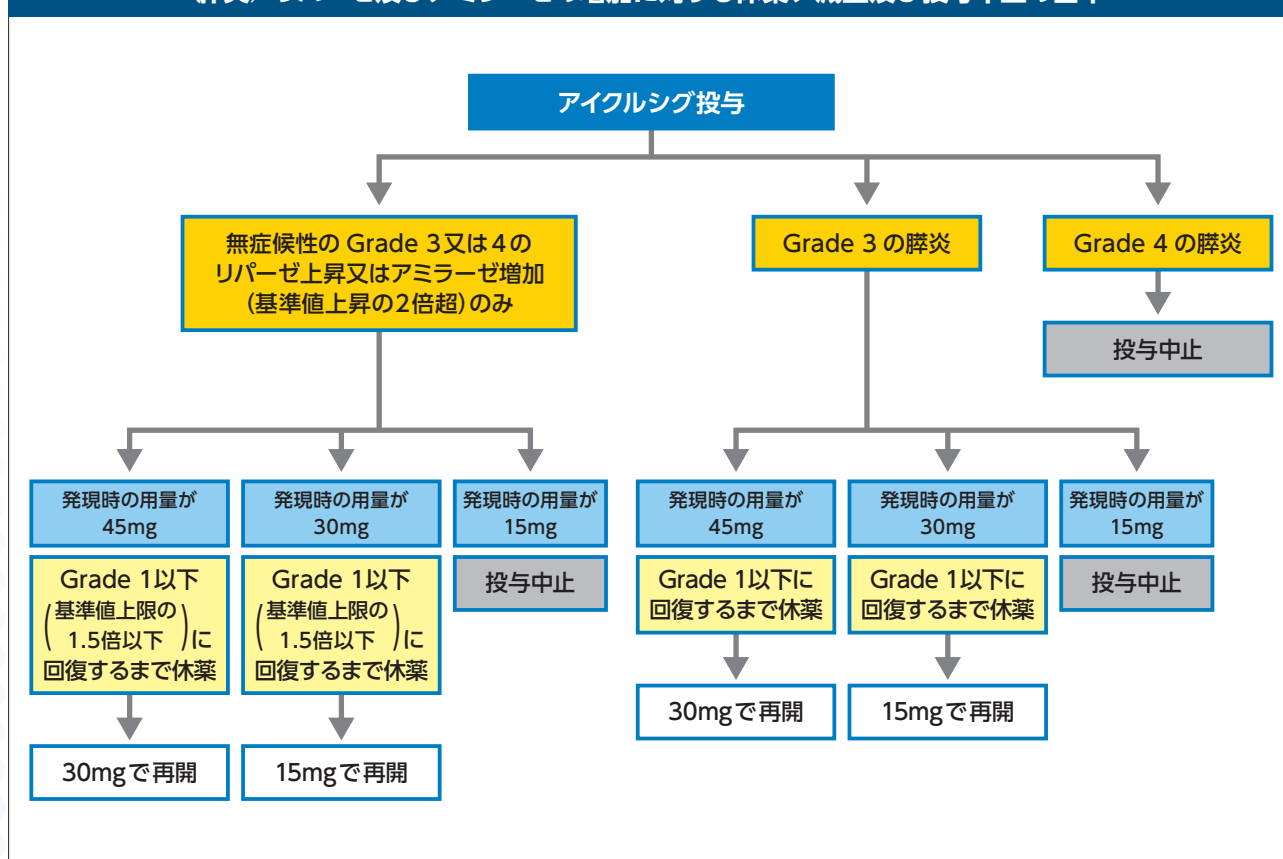 アイクルシグ投与
無症候性の Grade 3又は4の
リパーゼ上昇又はアミラーゼ増加
(基準値上昇の2倍超)のみ
Grade 3 の膵炎
Grade 4 の膵炎
投与中止
発現時の用量が
45mg
発現時の用量が
30mg
発現時の用量が
15mg
発現時の用量が
45mg
発現時の用量が
30mg
発現時の用量が
15mg
Grade 1以下
(基準値上限の
1.5倍以下)に
回復するまで休薬
Grade 1以下
(基準値上限の
1.5倍以下)に
回復するまで休薬
投与中止
Grade 1以下に
回復するまで休薬
Grade 1以下に
回復するまで休薬
投与中止
30mgで再開
15mgで再開
30mgで再開
15mgで再開